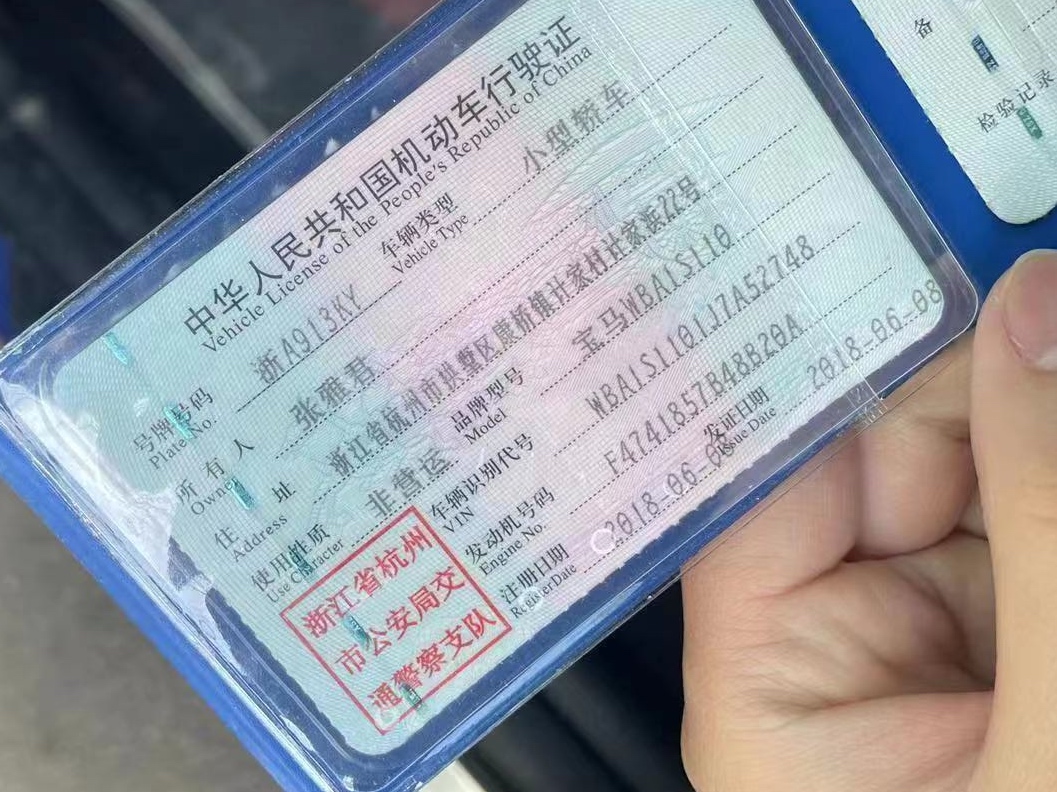 中华人民共和国机动车行驶证
Vehicle License of the People's Republic of China
号牌号码 浙A913KY 车辆类型 小型轿车
Plate No. Vehicle Type
所有人 张雅君
Owner
住址 浙江省杭州市拱墅区康桥镇计家村计家浜22号
Address
使用性质 非营运 品牌型号 宝马WBA1S110
Use Character Model
车辆识别代号 WBA1S1101J7A52748
VIN
发动机号码 F4741857B48B20A
Engine No.
注册日期 2018-06-08 发证日期 2018-06-08
Register Date Issue Date
浙江省杭州
市公安局交
通警察支队
备
检验记录